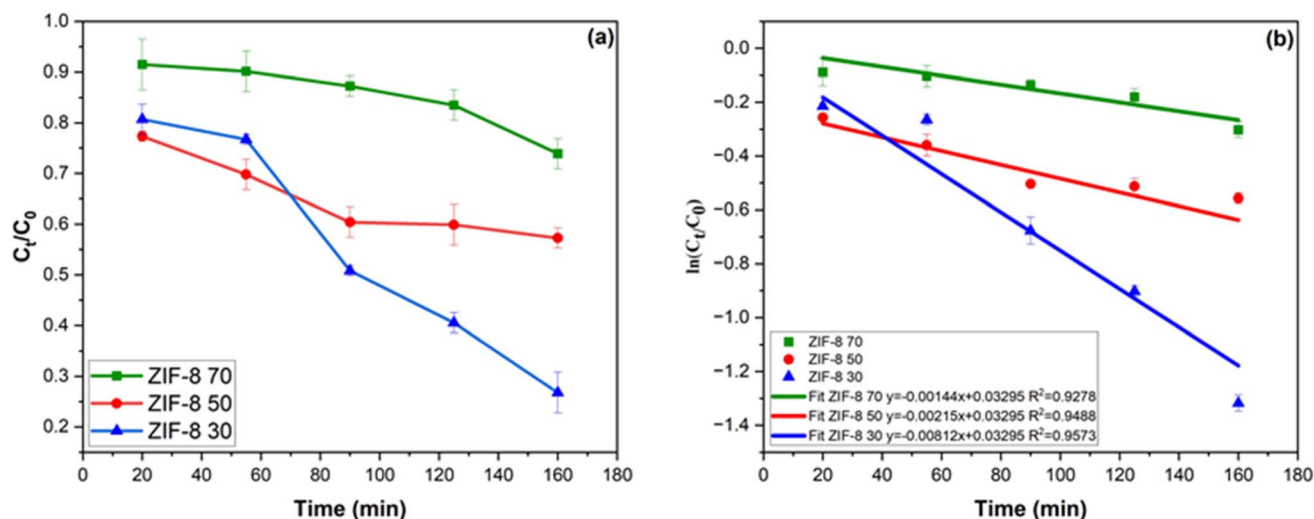 (a)
1.0
0.9
0.8
0.7
0.6
0.5
0.4
0.3
0.2
Cₜ/C₀
ZIF-8 70
ZIF-8 50
ZIF-8 30
0 20 40 60 80 100 120 140 160 180
Time (min)
(b)
0.0
−0.2
−0.4
−0.6
−0.8
−1.0
−1.2
−1.4
ln(Cₜ/C₀)
ZIF-8 70
ZIF-8 50
ZIF-8 30
Fit ZIF-8 70 y=-0.00144x+0.03295 R²=0.9278
Fit ZIF-8 50 y=-0.00215x+0.03295 R²=0.9488
Fit ZIF-8 30 y=-0.00812x+0.03295 R²=0.9573
0 20 40 60 80 100 120 140 160 180
Time (min)